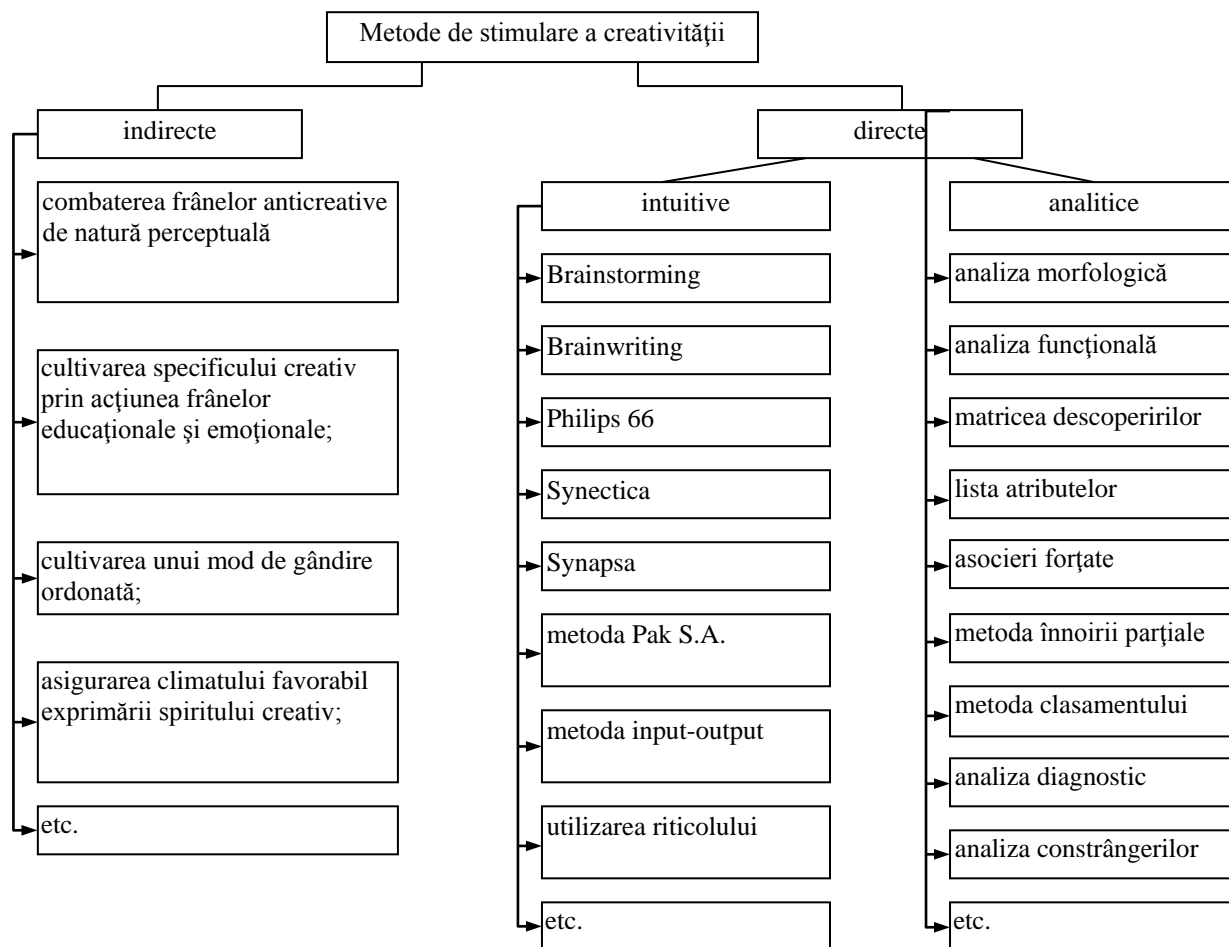 Metode de stimulare a creativităţii
indirecte
directe
combaterea frânelor anticreative
de natură perceptuală
cultivarea specificului creativ
prin acţiunea frânelor
educaţionale şi emoţionale;
cultivarea unui mod de gândire
ordonată;
asigurarea climatului favorabil
exprimării spiritului creativ;
etc.
intuitive
Brainstorming
Brainwriting
Philips 66
Synectica
Synapsa
metoda Pak S.A.
metoda input-output
utilizarea riticolului
etc.
analitice
analiza morfologică
analiza funcţională
matricea descoperirilor
lista atributelor
asocieri forţate
metoda înnoirii parţiale
metoda clasamentului
analiza diagnostic
analiza constrângerilor
etc.